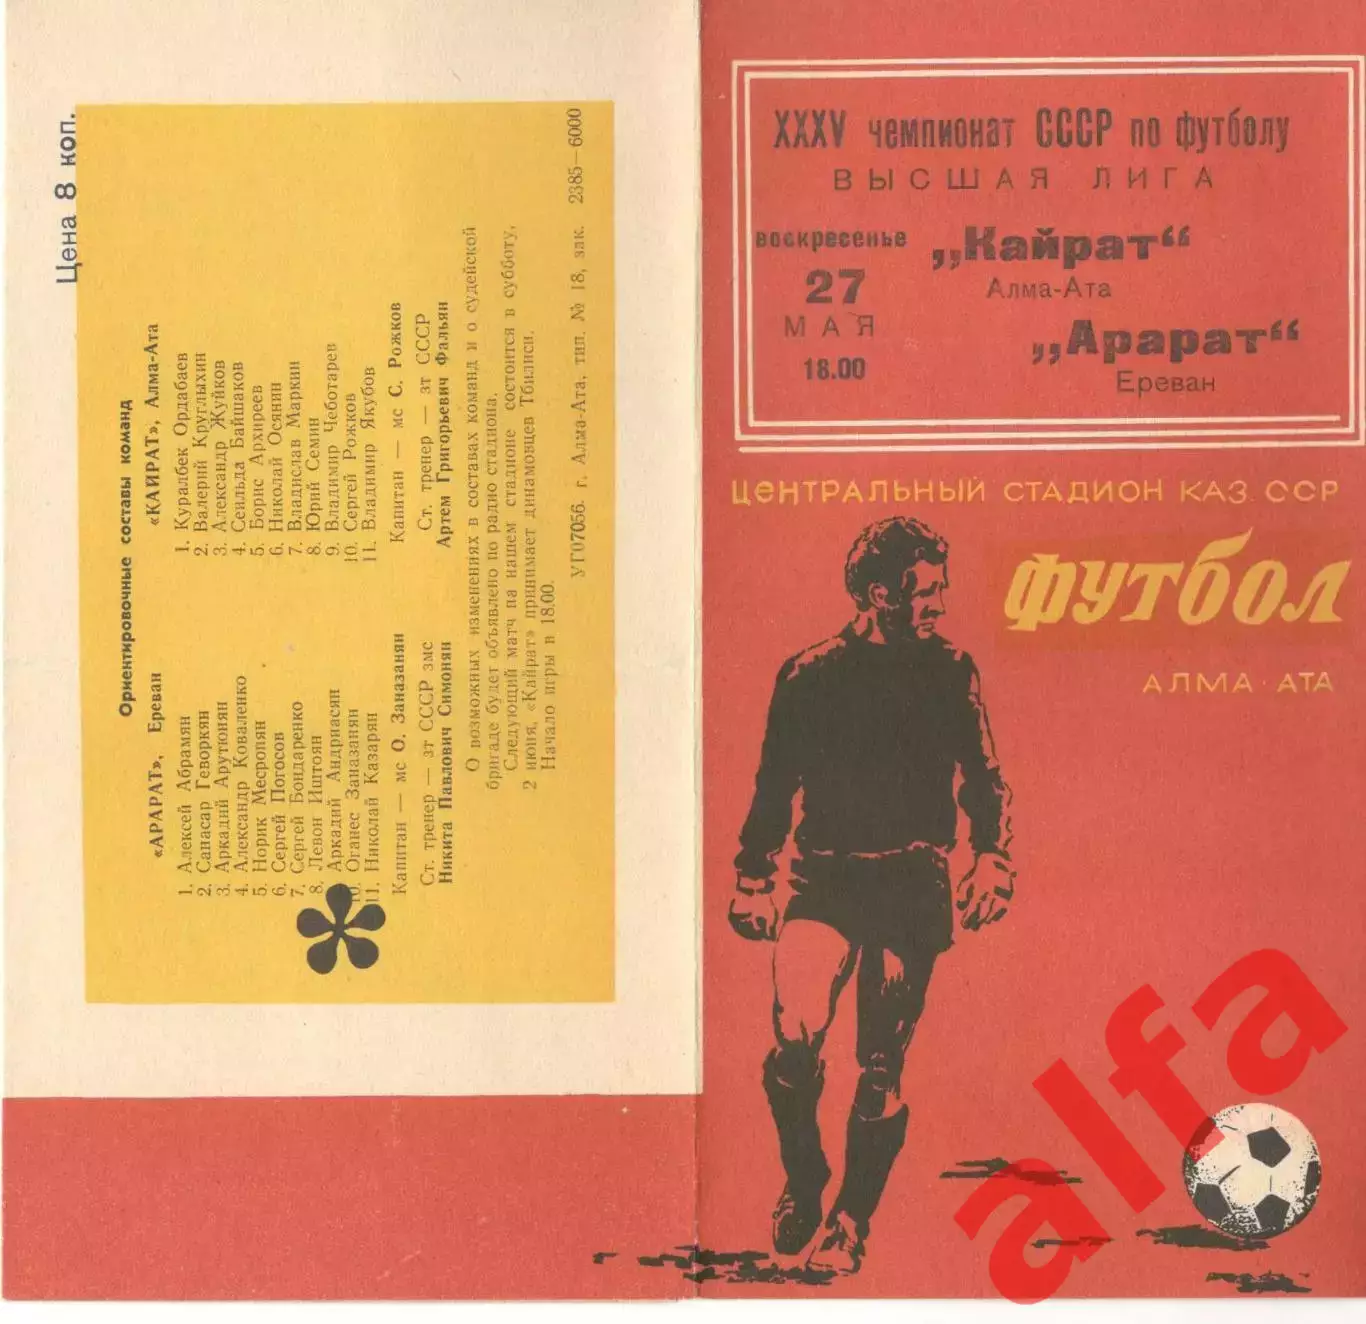 Цена 8 коп.
Ориентировочные составы команд
«АРАРАТ», Ереван
1. Алексей Абрамян
2. Санасар Геворкян
3. Аркадий Арутюнян
4. Александр Коваленко
5. Норик Месропян
6. Сергей Погосов
7. Сергей Бондаренко
8. Левон Иштоян
Аркадий Андриасян
10. Оганес Заназанян
11. Николай Казарян
Капитан — мс О. Заназанян
Ст. тренер — зт СССР змс
Никита Павлович Симонян
«КАЙРАТ», Алма-Ата
1. Куралбек Ордабаев
2. Валерий Круглыхин
3. Александр Жуйков
4. Сеильда Байшаков
5. Борис Архиреев
6. Николай Осянин
7. Владислав Маркин
8. Юрий Семин
9. Владимир Чеботарев
10. Сергей Рожков
11. Владимир Якубов
Капитан — мс С. Рожков
Ст. тренер — зт СССР
Артем Григорьевич Фальян
О возможных изменениях в составах команд и о судейской
бригаде будет объявлено по радио стадиона.
Следующий матч на нашем стадионе состоится в субботу,
2 июня, «Кайрат» принимает динамовцев Тбилиси.
Начало игры в 18.00.
УГ07056. г. Алма-Ата, тип. № 18, зак. 2385—6000
XXXV чемпионат СССР по футболу
ВЫСШАЯ ЛИГА
воскресенье
27
МАЯ
18.00
„Кайрат“
Алма-Ата
„Арарат“
Ереван
ЦЕНТРАЛЬНЫЙ СТАДИОН КАЗ. ССР
ФУТБОЛ
АЛМА-АТА
alfa